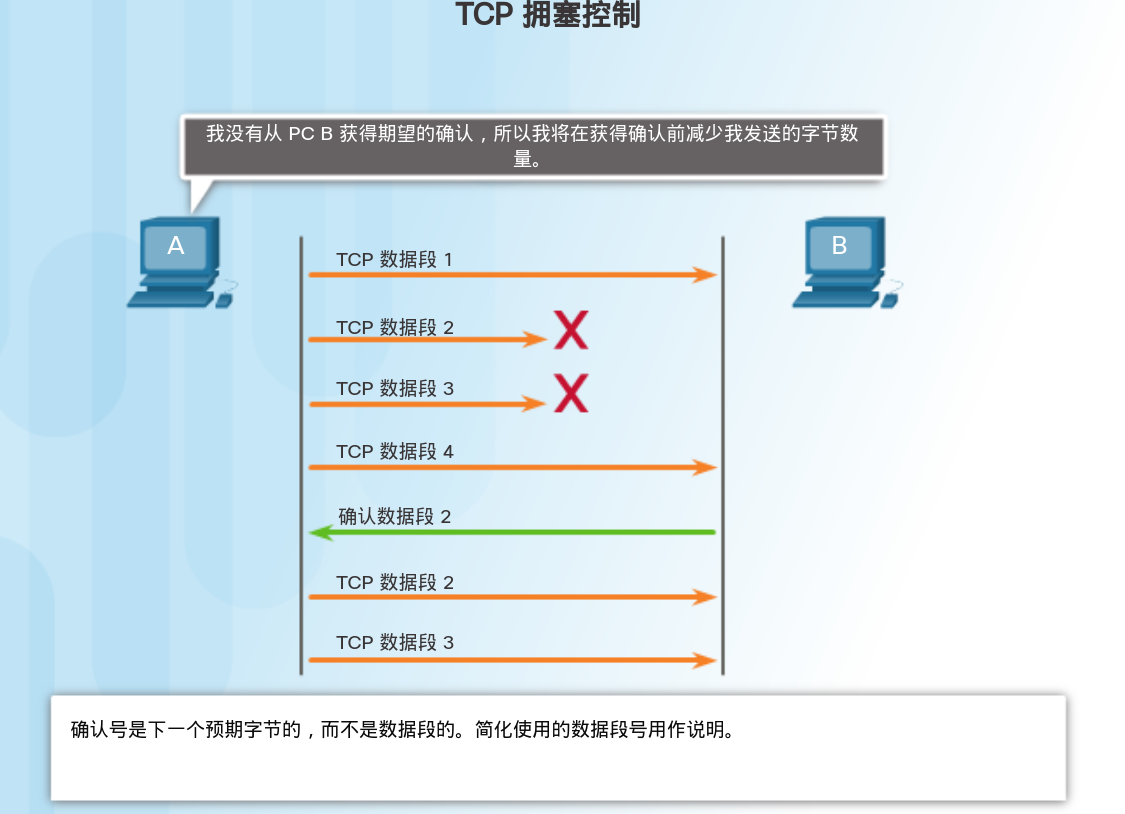 TCP 拥塞控制
我没有从 PC B 获得期望的确认，所以我将在获得确认前减少我发送的字节数
量。
A
B
TCP 数据段 1
TCP 数据段 2
X
TCP 数据段 3
X
TCP 数据段 4
确认数据段 2
TCP 数据段 2
TCP 数据段 3
确认号是下一个预期字节的，而不是数据段的。简化使用的数据段号用作说明。